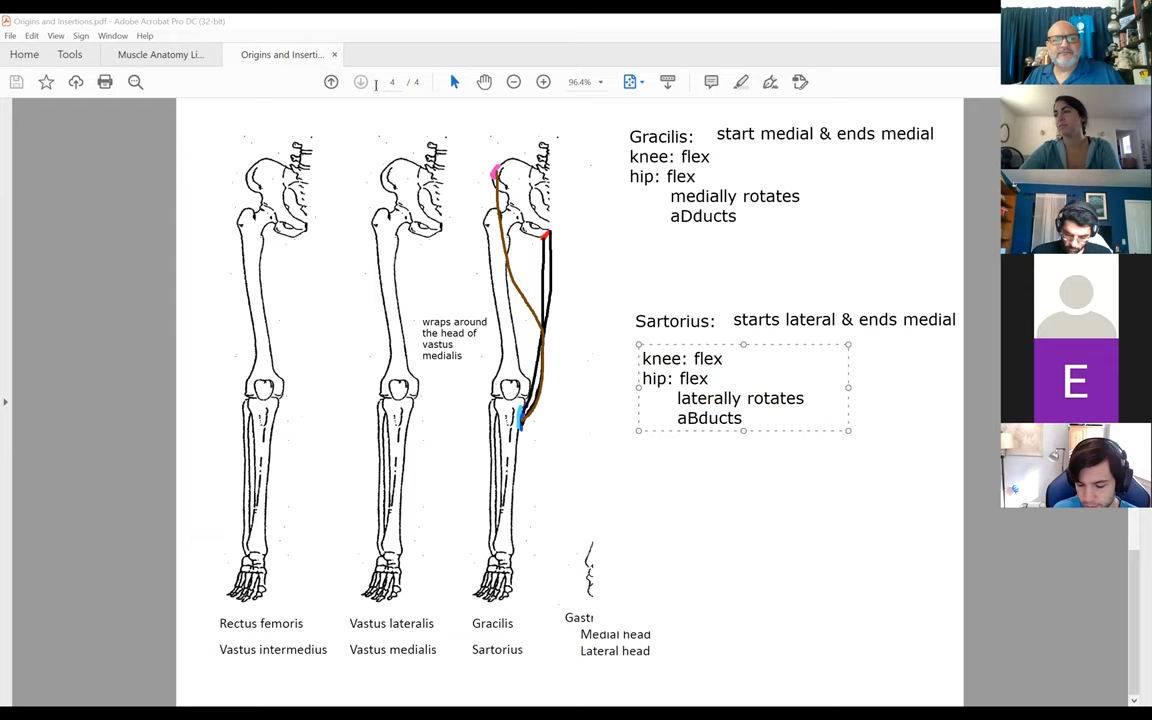 Origins and Insertions.pdf - Adobe Acrobat Pro DC (32-bit)
File Edit View Sign Window Help
Home Tools Muscle Anatomy Li... Origins and Inserti... ×
4 / 4 96.4%
Gracilis: start medial & ends medial
knee: flex
hip: flex
medially rotates
aDducts
wraps around
the head of
vastus
medialis
Sartorius: starts lateral & ends medial
knee: flex
hip: flex
laterally rotates
aBducts
E
Rectus femoris Vastus lateralis Gracilis Gastr
Medial head
Vastus intermedius Vastus medialis Sartorius Lateral head